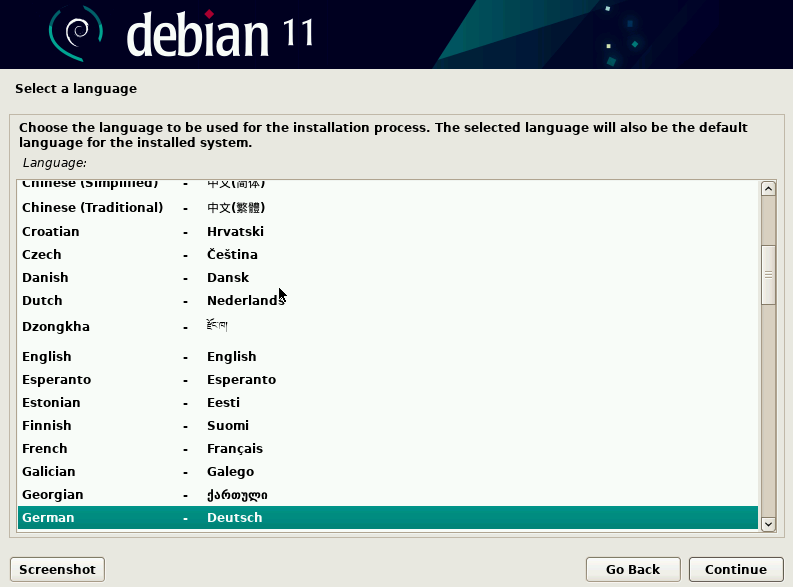 debian 11
Select a language
Choose the language to be used for the installation process. The selected language will also be the default
language for the installed system.
Language:
Chinese (Simplified) - 中文(简体)
Chinese (Traditional) - 中文(繁體)
Croatian - Hrvatski
Czech - Čeština
Danish - Dansk
Dutch - Nederlands
Dzongkha - རྫོང་ཁ།
English - English
Esperanto - Esperanto
Estonian - Eesti
Finnish - Suomi
French - Français
Galician - Galego
Georgian - ქართული
German - Deutsch
Screenshot Go Back Continue